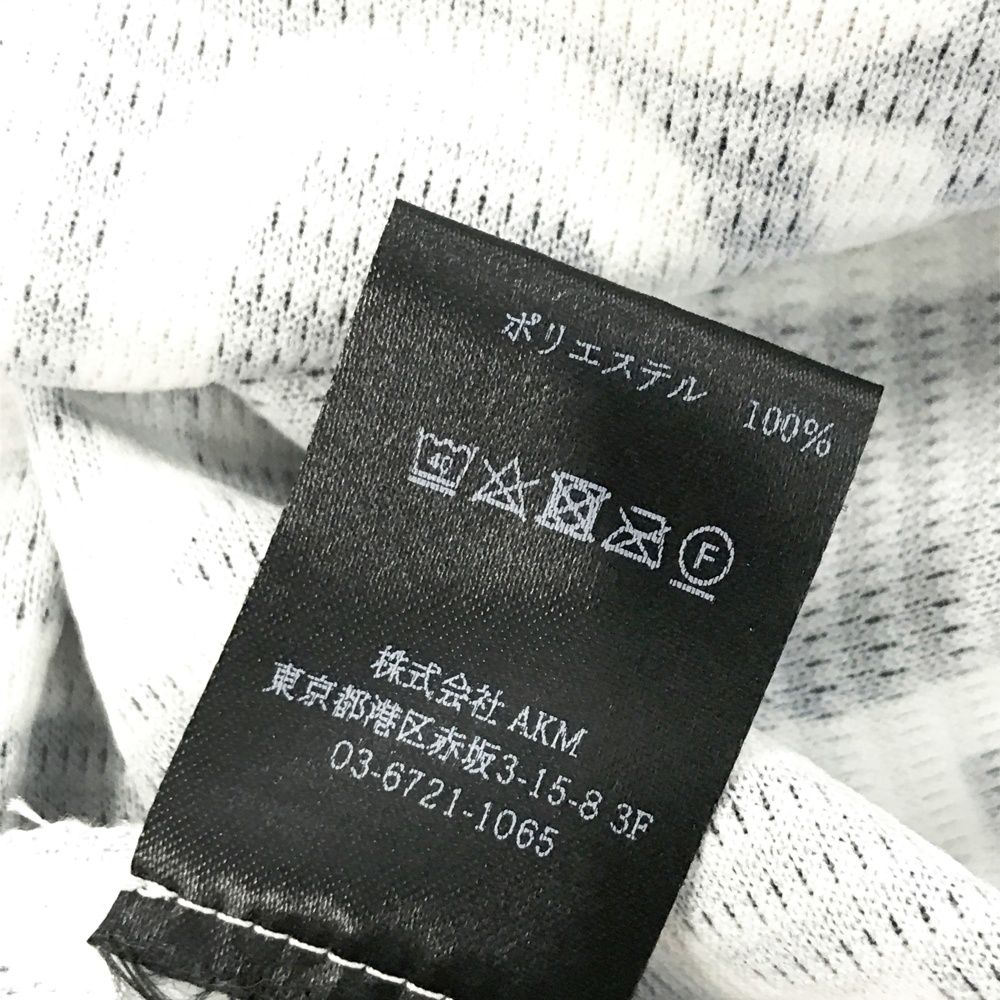 ポリエステル 100%
40
F
株式会社 AKM
東京都港区赤坂3-15-8 3F
03-6721-1065